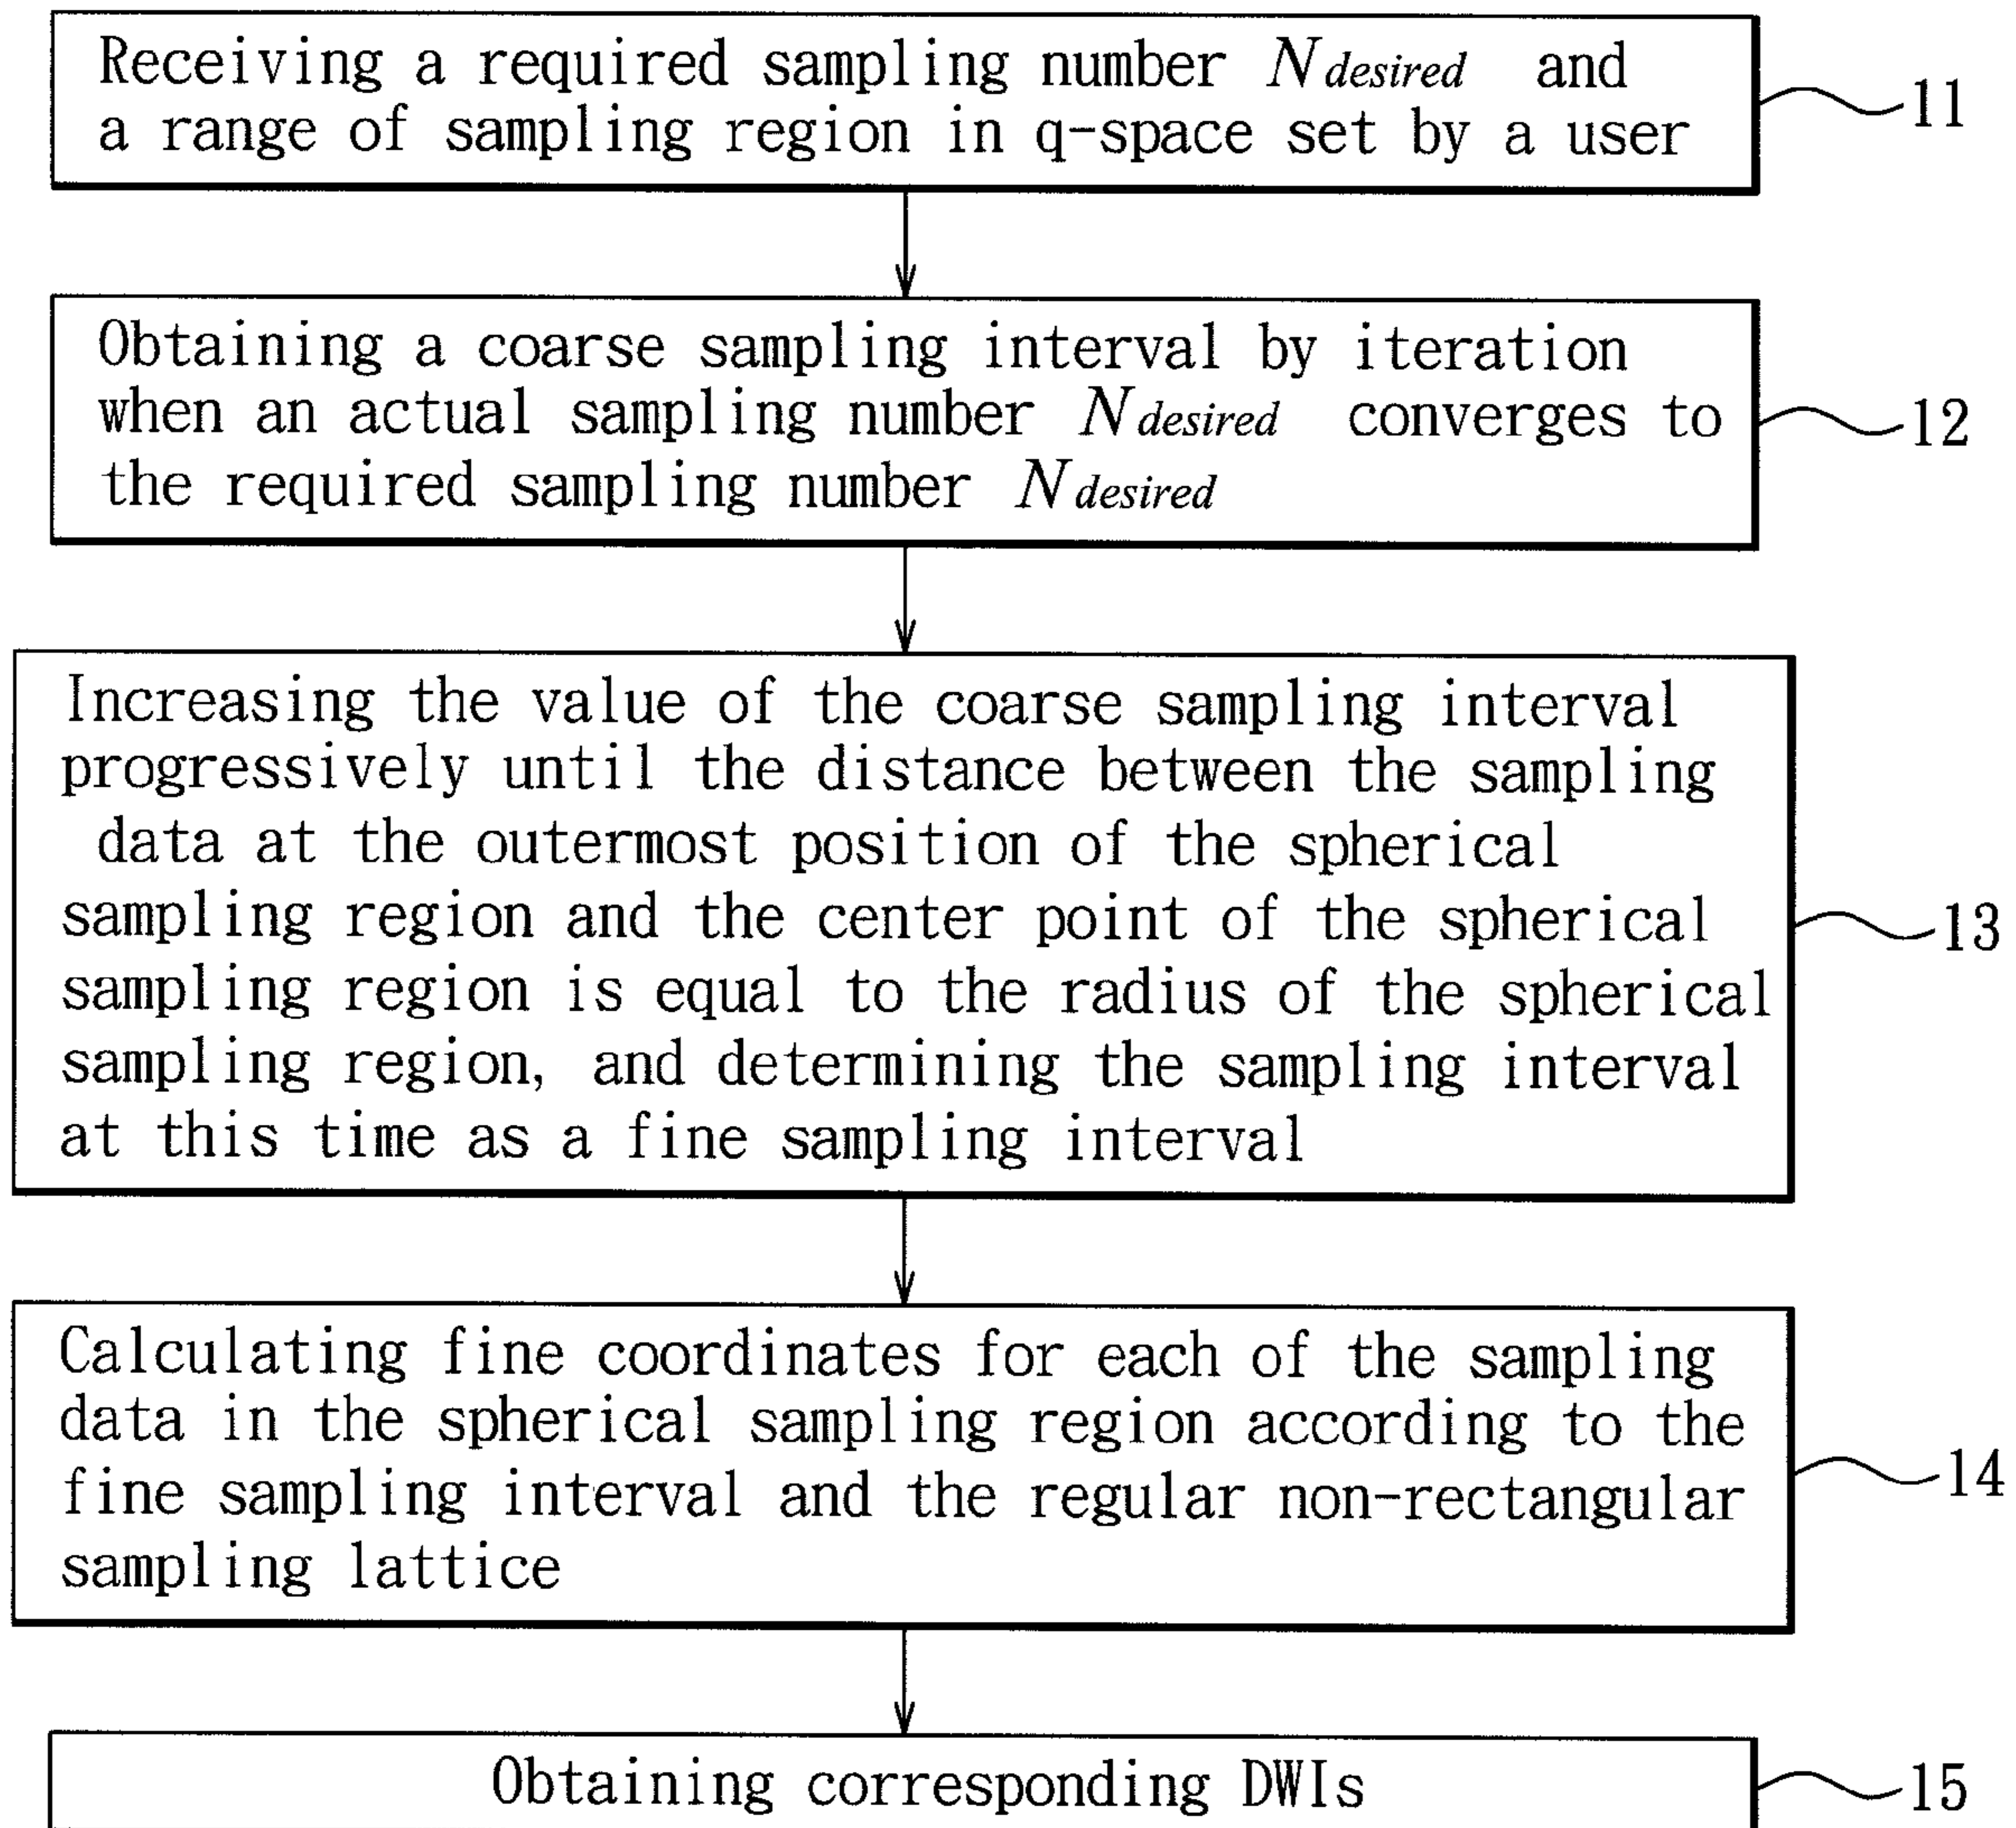 Receiving a required sampling number N desired and
a range of sampling region in q-space set by a user
11
Obtaining a coarse sampling interval by iteration
when an actual sampling number N desired converges to
the required sampling number N desired
12
Increasing the value of the coarse sampling interval
progressively until the distance between the sampling
data at the outermost position of the spherical
sampling region and the center point of the spherical
sampling region is equal to the radius of the spherical
sampling region, and determining the sampling interval
at this time as a fine sampling interval
13
Calculating fine coordinates for each of the sampling
data in the spherical sampling region according to the
fine sampling interval and the regular non-rectangular
sampling lattice
14
Obtaining corresponding DWIs
15